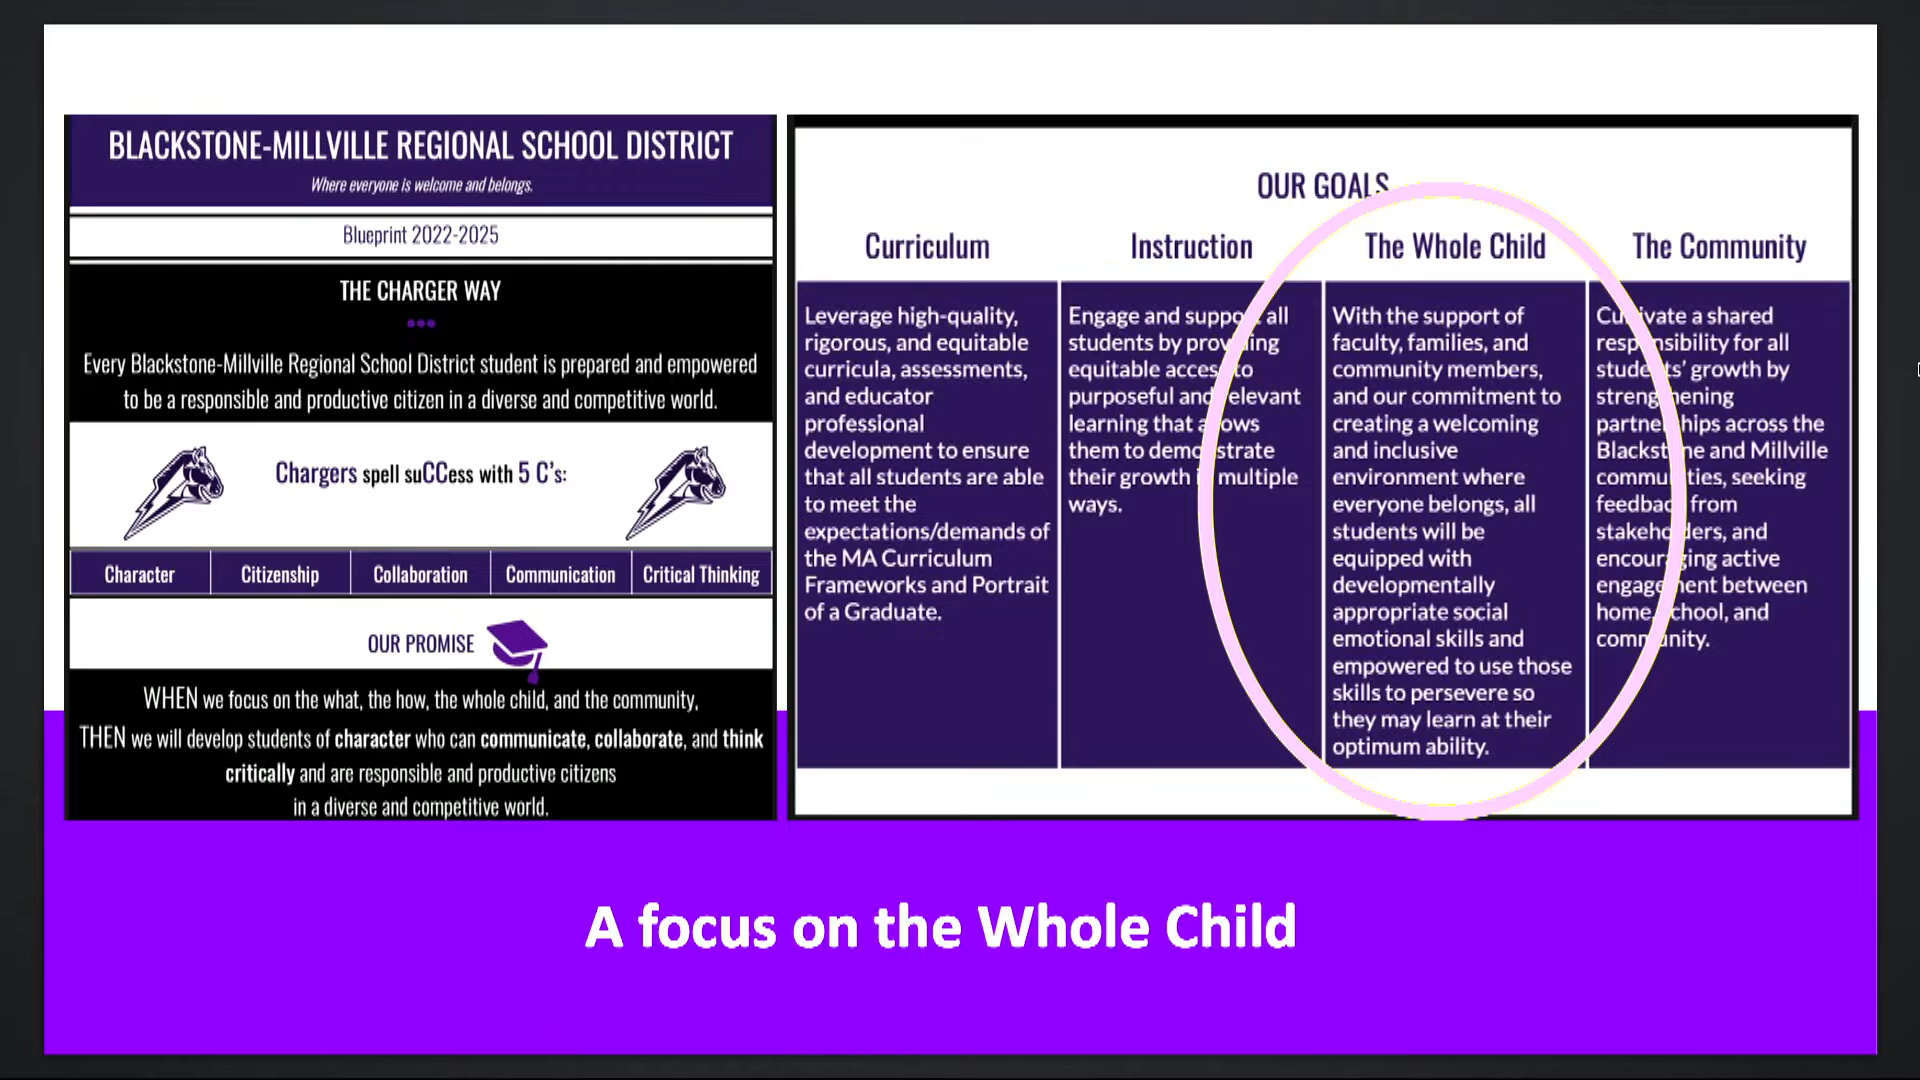 BLACKSTONE-MILLVILLE REGIONAL SCHOOL DISTRICT
Where everyone is welcome and belongs.
Blueprint 2022-2025
THE CHARGER WAY
Every Blackstone-Millville Regional School District student is prepared and empowered
to be a responsible and productive citizen in a diverse and competitive world.
Chargers spell suCCess with 5 C's:
Character
Citizenship
Collaboration
Communication
Critical Thinking
OUR PROMISE
WHEN we focus on the what, the how, the whole child, and the community,
THEN we will develop students of character who can communicate, collaborate, and think
critically and are responsible and productive citizens
in a diverse and competitive world.
OUR GOALS
Curriculum
Leverage high-quality,
rigorous, and equitable
curricula, assessments,
and educator
professional
development to ensure
that all students are able
to meet the
expectations/demands of
the MA Curriculum
Frameworks and Portrait
of a Graduate.
Instruction
Engage and support all
students by providing
equitable access to
purposeful and relevant
learning that allows
them to demonstrate
their growth in multiple
ways.
The Whole Child
With the support of
faculty, families, and
community members,
and our commitment to
creating a welcoming
and inclusive
environment where
everyone belongs, all
students will be
equipped with
developmentally
appropriate social
emotional skills and
empowered to use those
skills to persevere so
they may learn at their
optimum ability.
The Community
Cultivate a shared
responsibility for all
students' growth by
strengthening
partnerships across the
Blackstone and Millville
communities, seeking
feedback from
stakeholders, and
encouraging active
engagement between
home, school, and
community.
A focus on the Whole Child